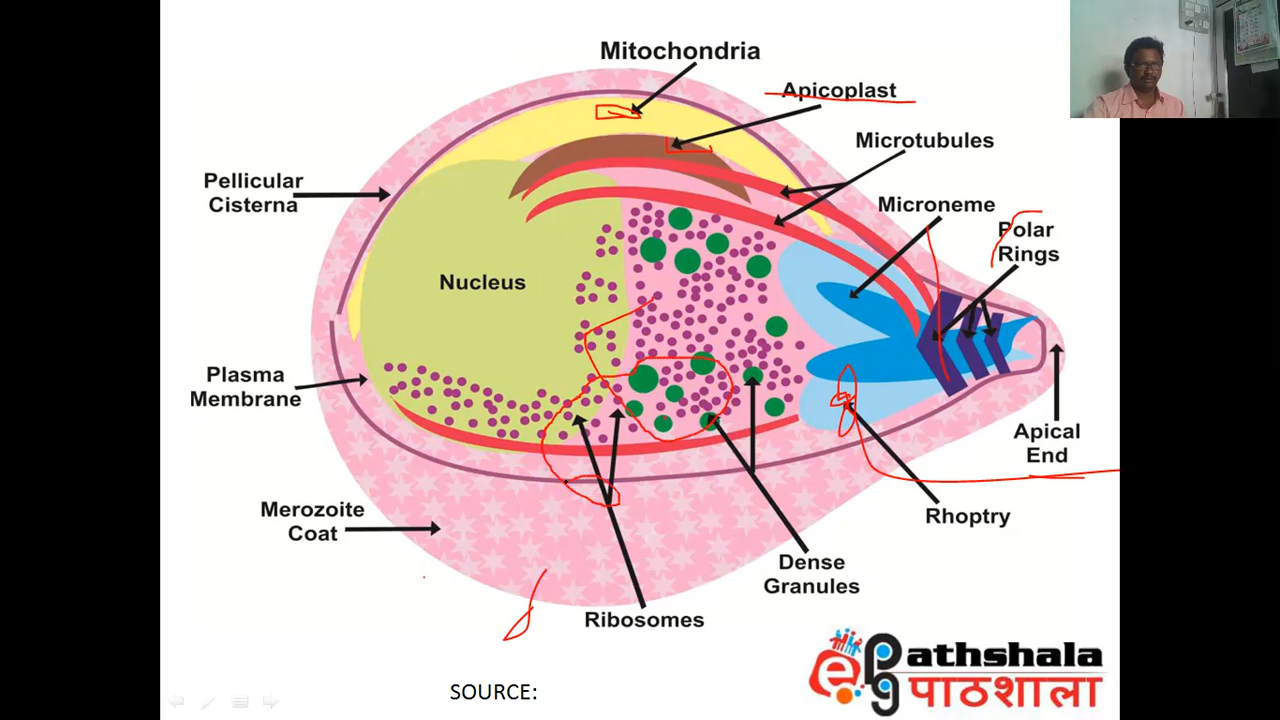 Mitochondria
Apicoplast
Microtubules
Pellicular
Cisterna
Microneme
Polar
Rings
Nucleus
Plasma
Membrane
Apical
End
Merozoite
Coat
Rhoptry
Dense
Granules
Ribosomes
SOURCE:
e Pg athshala
पाठशाला